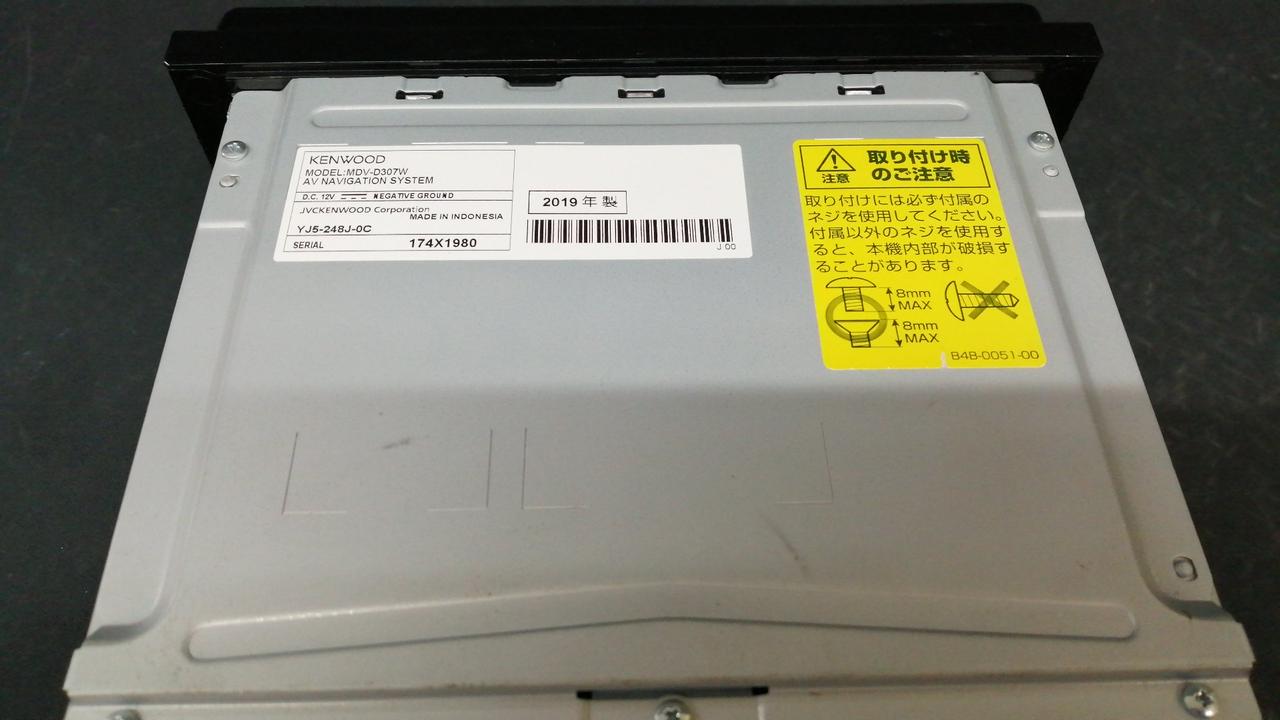 KENWOOD
MODEL:MDV-D307W
AV NAVIGATION SYSTEM
D.C. 12V NEGATIVE GROUND
JVCKENWOOD Corporation
MADE IN INDONESIA
YJ5-248J-0C
SERIAL 174X1980
2019 年 製
J 00
注意
取り付け時
のご注意
取り付けには必ず付属の
ネジを使用してください。
付属以外のネジを使用す
ると、本機内部が破損す
ることがあります。
8mm
MAX
8mm
MAX
B4B-0051-00